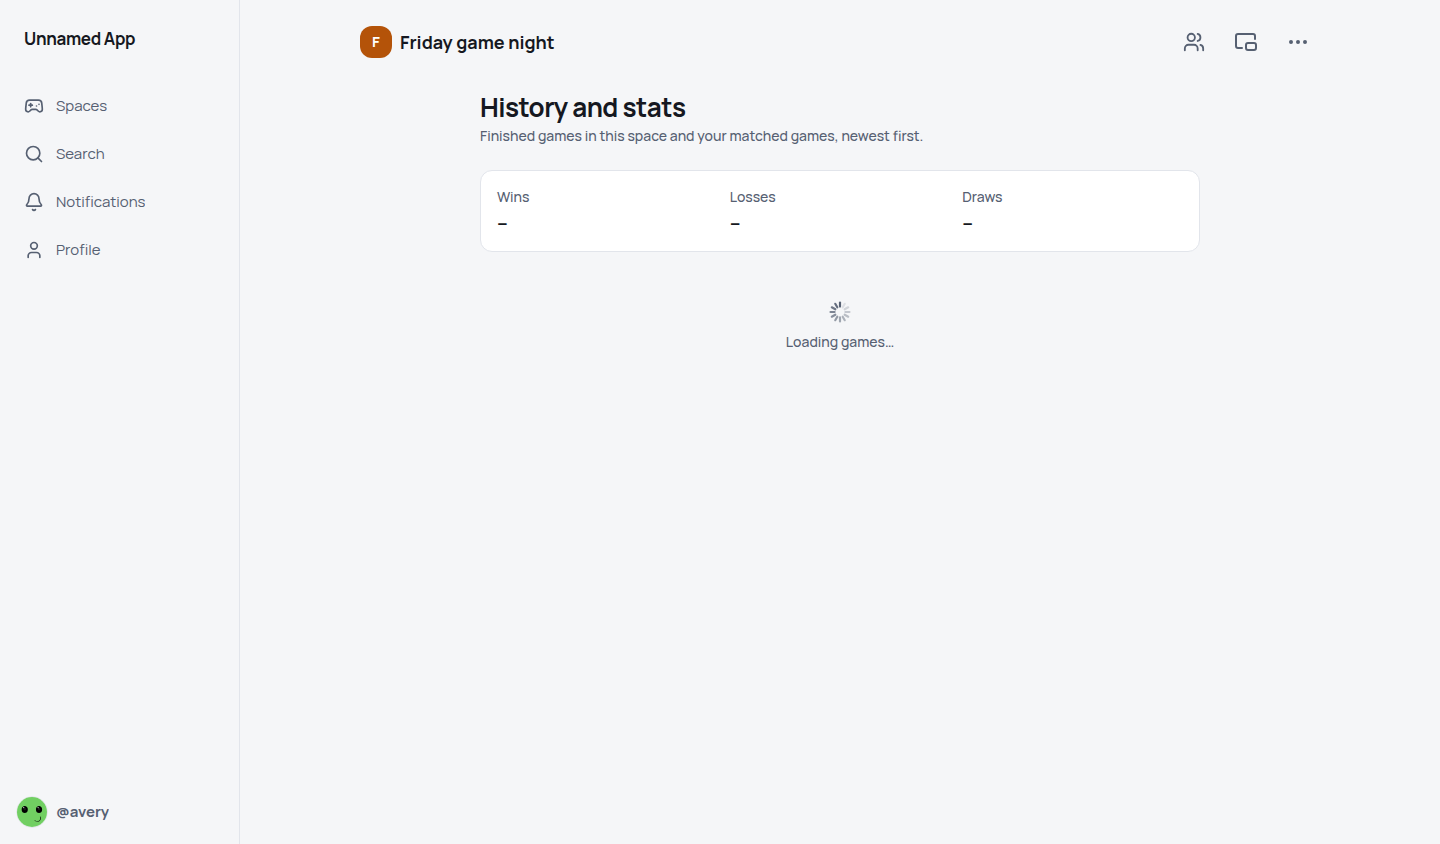 Unnamed App
Spaces
Search
Notifications
Profile
@avery
F
Friday game night
History and stats
Finished games in this space and your matched games, newest first.
Wins
Losses
Draws
–
–
–
Loading games…